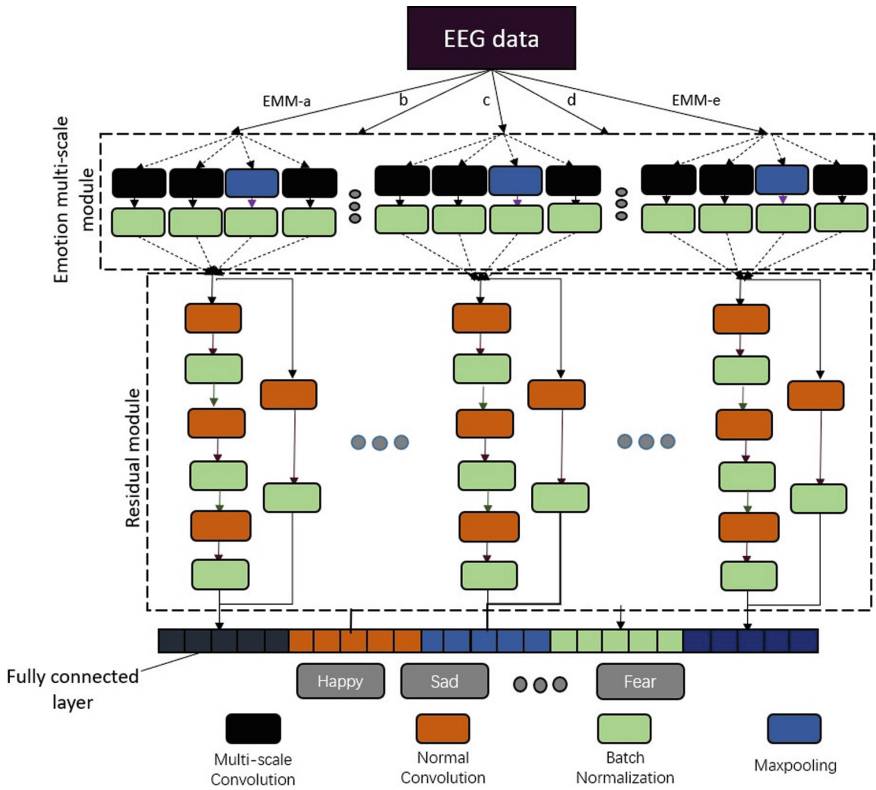 EEG data
EMM-a
b
c
d
EMM-e
Emotion multi-scale
module
Residual module
Fully connected
layer
Happy
Sad
Fear
Multi-scale
Convolution
Normal
Convolution
Batch
Normalization
Maxpooling